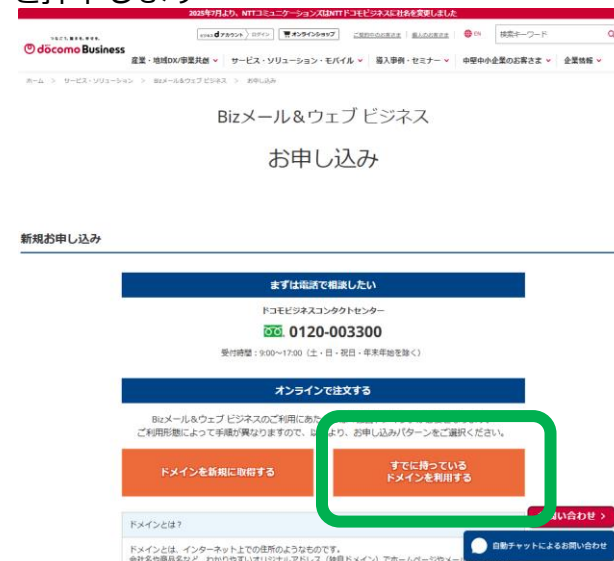 2025年7月より、NTTコミュニケーションズはNTTドコモビジネスに社名を変更しました
döcomo Business
dアカウント ログイン
オンラインショップ
ご契約中のお客さま
個人のお客さま
EN
検索キーワード
産業・地域DX/事業共創
サービス・ソリューション・モバイル
導入事例・セミナー
中堅中小企業のお客さま
企業情報
ホーム > サービス・ソリューション > Bizメール&ウェブ ビジネス > お申し込み
Bizメール&ウェブ ビジネス
お申し込み
新規お申し込み
まずは電話で相談したい
ドコモビジネスコンタクトセンター
0120-003300
受付時間：9:00～17:00（土・日・祝日・年末年始を除く）
オンラインで注文する
Bizメール&ウェブ ビジネスのご利用にあた
ご利用形態によって手続が異なりますので、
より、お申し込みパターンをご選択ください。
ドメインを新規に取得する
すでに持っている
ドメインを利用する
ドメインとは？
い合わせ >
ドメインとは、インターネット上での住所のようなものです。
自動チャットによるお問い合わせ